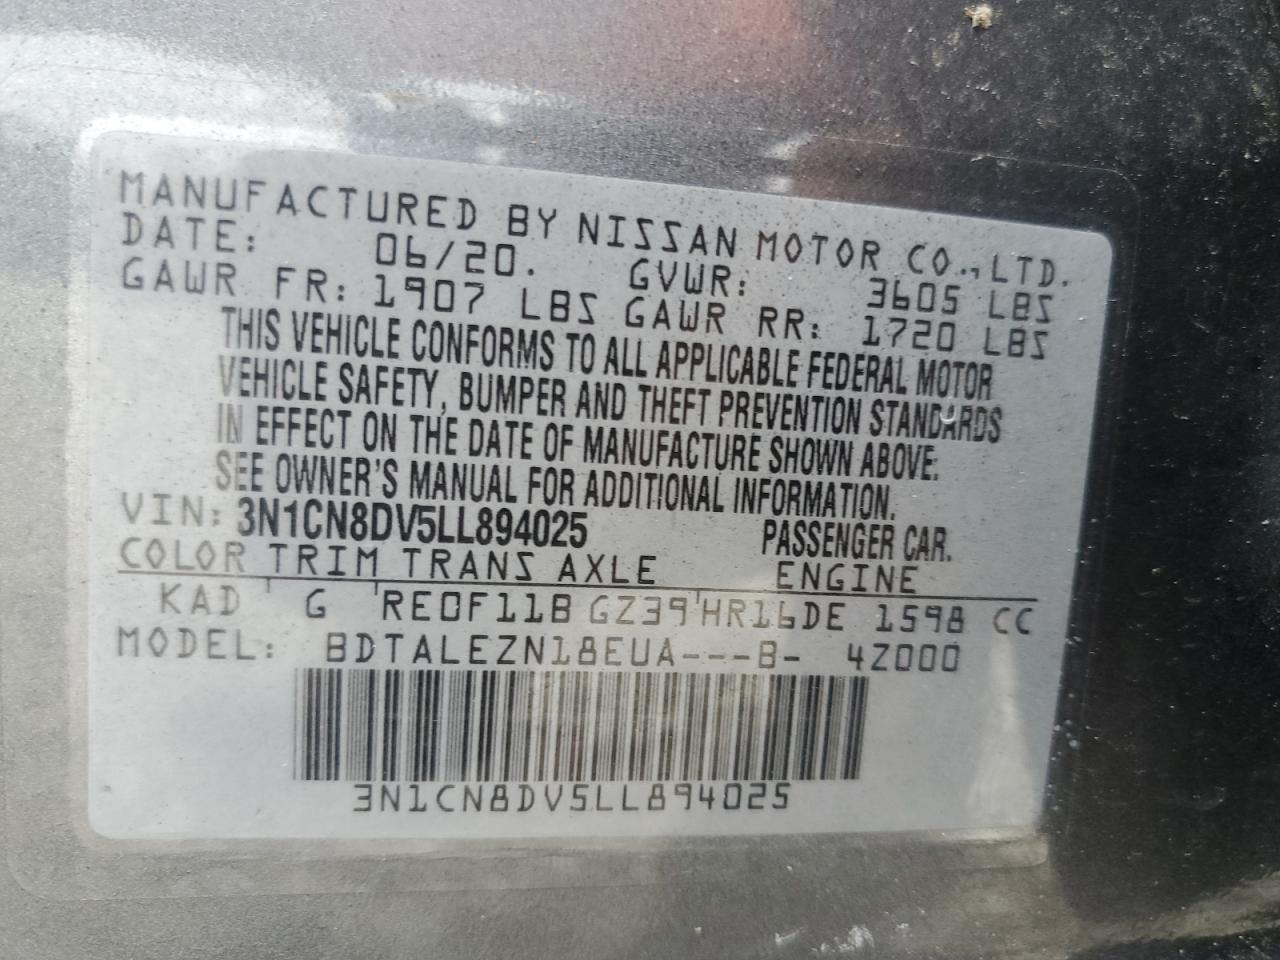 MANUFACTURED BY NISSAN MOTOR CO., LTD.
DATE: 06/20. GVWR: 3605 LBS
GAWR FR: 1907 LBS GAWR RR: 1720 LBS
THIS VEHICLE CONFORMS TO ALL APPLICABLE FEDERAL MOTOR
VEHICLE SAFETY, BUMPER AND THEFT PREVENTION STANDARDS
IN EFFECT ON THE DATE OF MANUFACTURE SHOWN ABOVE.
SEE OWNER'S MANUAL FOR ADDITIONAL INFORMATION.
VIN: 3N1CN8DV5LL894025 PASSENGER CAR.
COLOR TRIM TRANS AXLE ENGINE
KAD G RE0F11B GZ39 HR16DE 1598 CC
MODEL: BDTALEZN18EUA---B- 4Z000
3N1CN8DV5LL894025